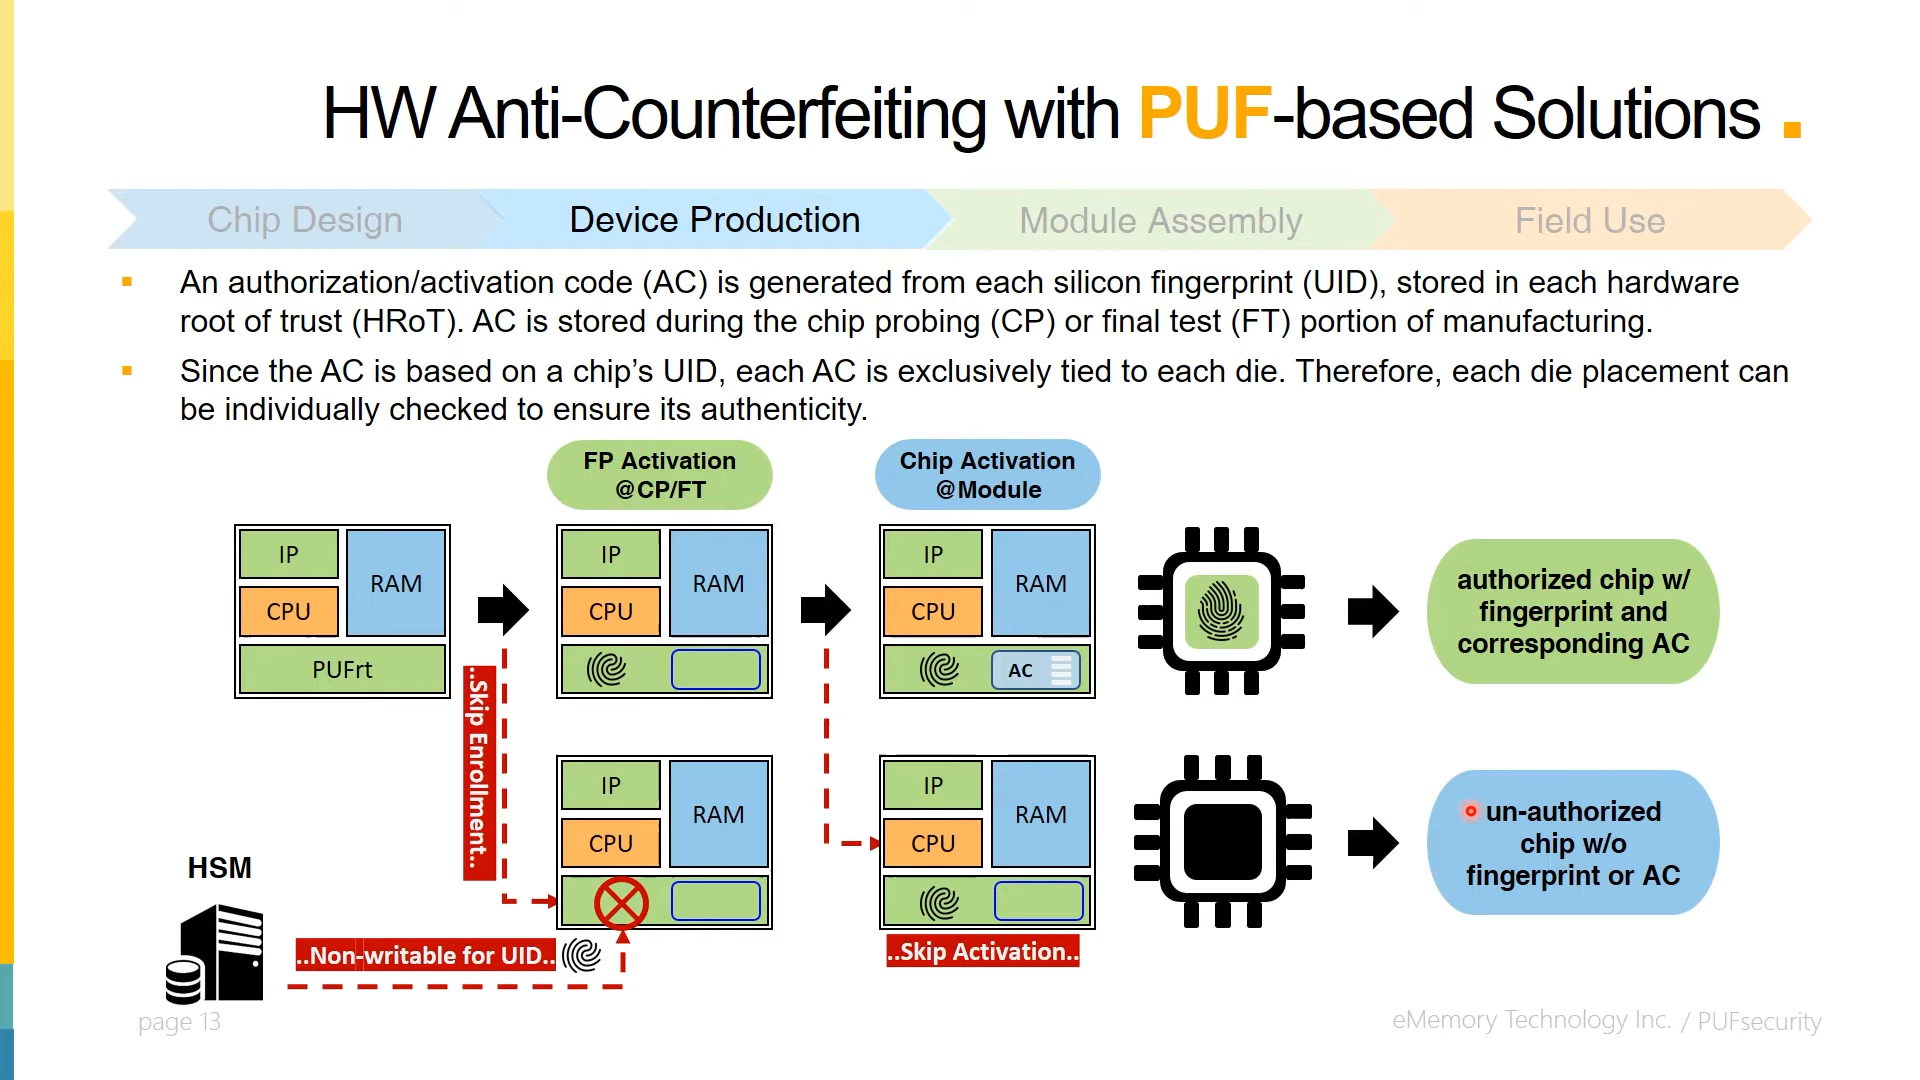 HW Anti-Counterfeiting with PUF-based Solutions .
Chip Design
Device Production
Module Assembly
Field Use
▪ An authorization/activation code (AC) is generated from each silicon fingerprint (UID), stored in each hardware
root of trust (HRoT). AC is stored during the chip probing (CP) or final test (FT) portion of manufacturing.
▪ Since the AC is based on a chip’s UID, each AC is exclusively tied to each die. Therefore, each die placement can
be individually checked to ensure its authenticity.
FP Activation
@CP/FT
Chip Activation
@Module
IP
RAM
CPU
PUFrt
IP
RAM
CPU
IP
RAM
CPU
AC
authorized chip w/
fingerprint and
corresponding AC
..Skip Enrollment..
IP
RAM
CPU
IP
RAM
CPU
un-authorized
chip w/o
fingerprint or AC
HSM
..Non-writable for UID..
..Skip Activation..
page 13
eMemory Technology Inc. / PUFsecurity